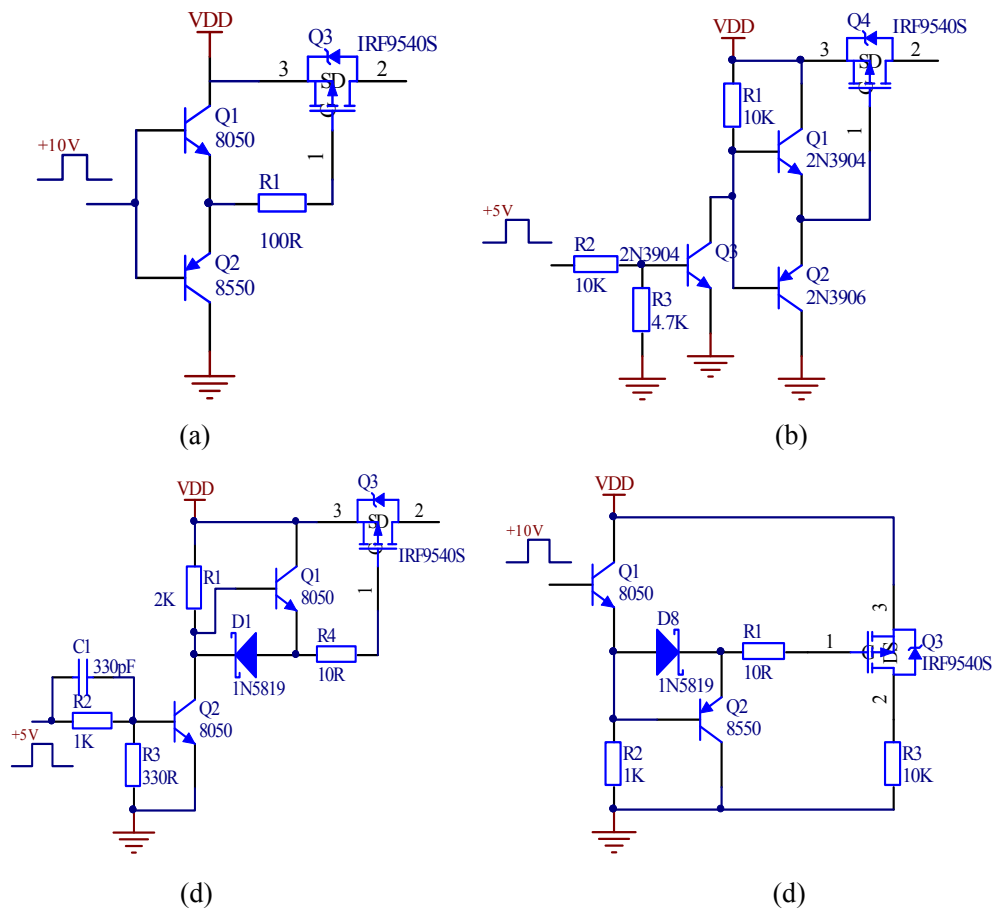 VDD
Q3
IRF9540S
3
2
SD
G
1
Q1
8050
+10V
R1
100R
Q2
8550
(a)
VDD
Q4
IRF9540S
3
2
SD
G
1
R1
10K
Q1
2N3904
+5V
R2
10K
2N3904
Q3
R3
4.7K
Q2
2N3906
(b)
VDD
Q3
3
2
SD
G
IRF9540S
1
R1
2K
Q1
8050
D1
1N5819
R4
10R
C1
330pF
R2
1K
+5V
Q2
8050
R3
330R
(d)
VDD
+10V
Q1
8050
D8
1N5819
R1
10R
1
3
G
DS
Q3
IRF9540S
2
Q2
8550
R2
1K
R3
10K
(d)